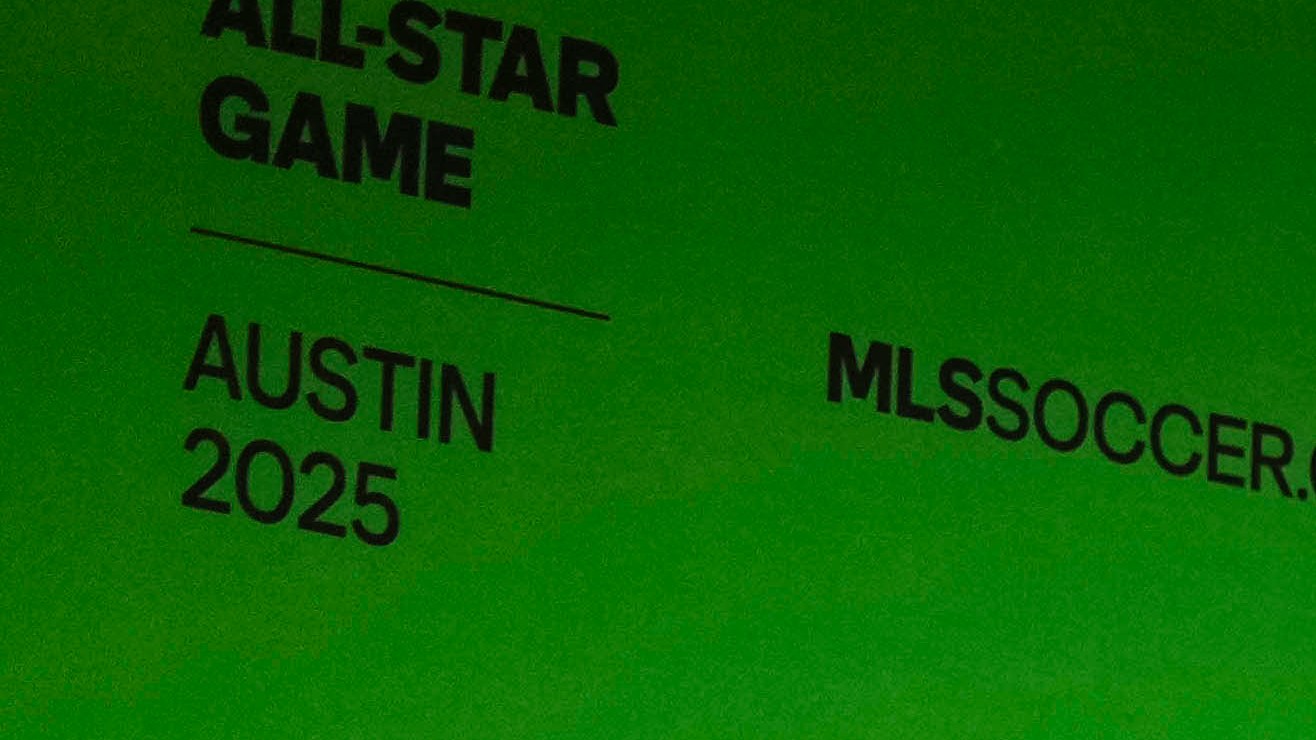 ALL-STAR
GAME
AUSTIN
2025
MLSSOCCER.